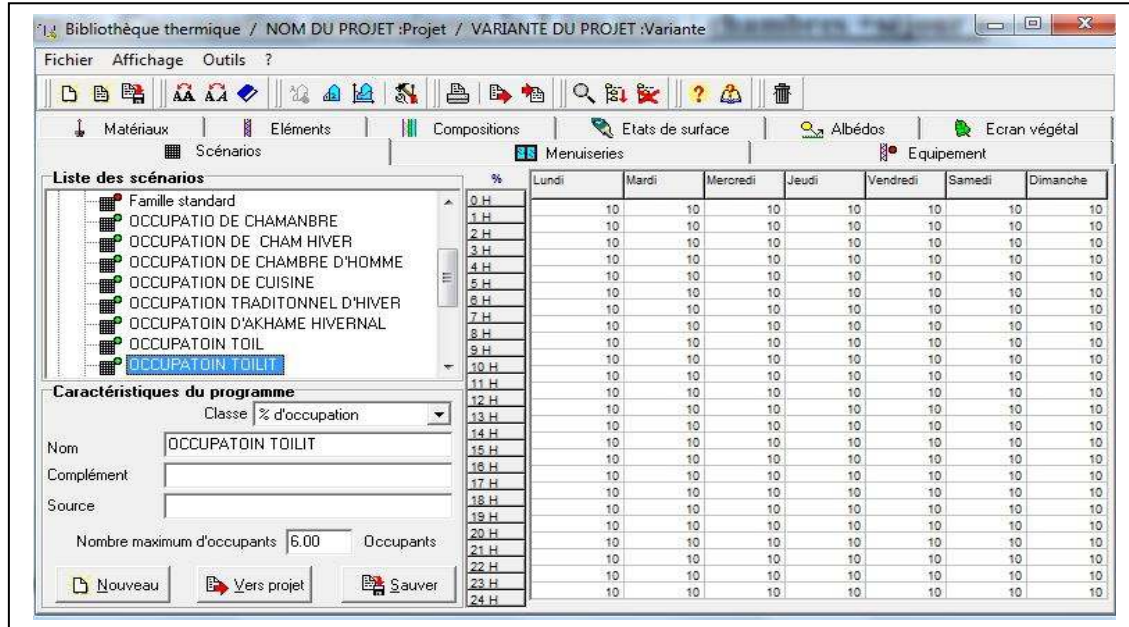 Bibliothèque thermique / NOM DU PROJET :Projet / VARIANTE DU PROJET :Variante
Fichier Affichage Outils ?
Matériaux Eléments Compositions Etats de surface Albédos Ecran végétal
Scénarios Menuiseries Equipement
Liste des scénarios
Famille standard
OCCUPATIO DE CHAMANBRE
OCCUPATION DE CHAM HIVER
OCCUPATION DE CHAMBRE D'HOMME
OCCUPATION DE CUISINE
OCCUPATION TRADITONNEL D'HIVER
OCCUPATOIN D'AKHAME HIVERNAL
OCCUPATOIN TOIL
OCCUPATOIN TOILIT
Caractéristiques du programme
Classe % d'occupation
Nom OCCUPATOIN TOILIT
Complément
Source
Nombre maximum d'occupants 6.00 Occupants
Nouveau Vers projet Sauver
% Lundi Mardi Mercredi Jeudi Vendredi Samedi Dimanche
0 H
10 10 10 10 10 10 10
1 H
10 10 10 10 10 10 10
2 H
10 10 10 10 10 10 10
3 H
10 10 10 10 10 10 10
4 H
10 10 10 10 10 10 10
5 H
10 10 10 10 10 10 10
6 H
10 10 10 10 10 10 10
7 H
10 10 10 10 10 10 10
8 H
10 10 10 10 10 10 10
9 H
10 10 10 10 10 10 10
10 H
10 10 10 10 10 10 10
11 H
10 10 10 10 10 10 10
12 H
10 10 10 10 10 10 10
13 H
10 10 10 10 10 10 10
14 H
10 10 10 10 10 10 10
15 H
10 10 10 10 10 10 10
16 H
10 10 10 10 10 10 10
17 H
10 10 10 10 10 10 10
18 H
10 10 10 10 10 10 10
19 H
10 10 10 10 10 10 10
20 H
10 10 10 10 10 10 10
21 H
10 10 10 10 10 10 10
22 H
10 10 10 10 10 10 10
23 H
10 10 10 10 10 10 10
24 H